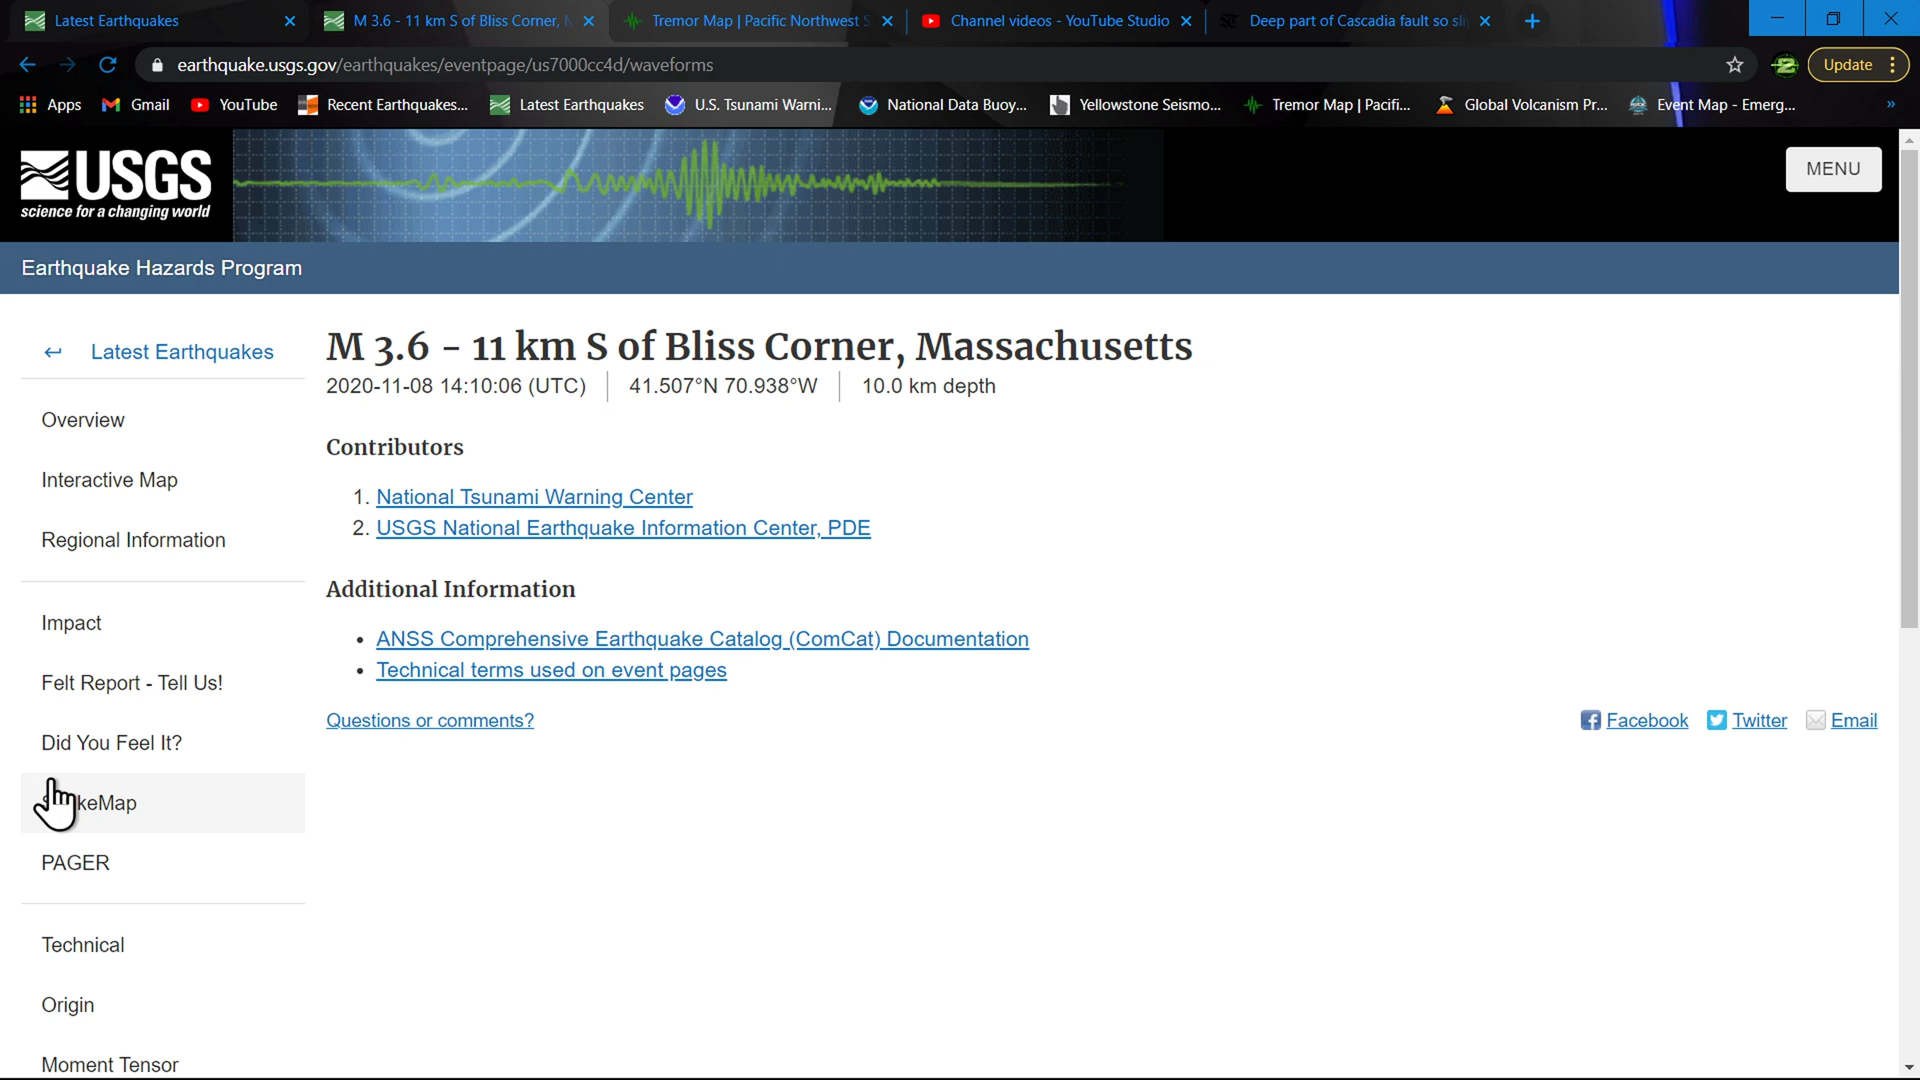 Latest Earthquakes
M 3.6 - 11 km S of Bliss Corner,
Tremor Map | Pacific Northwest
Channel videos - YouTube Studio
Deep part of Cascadia fault so
earthquake.usgs.gov/earthquakes/eventpage/us7000cc4d/waveforms
Update
Apps
Gmail
YouTube
Recent Earthquakes...
Latest Earthquakes
U.S. Tsunami Warni...
National Data Buoy...
Yellowstone Seismo...
Tremor Map | Pacifi...
Global Volcanism Pr...
Event Map - Emerg...
»
USGS
science for a changing world
MENU
Earthquake Hazards Program
Latest Earthquakes
Overview
Interactive Map
Regional Information
Impact
Felt Report - Tell Us!
Did You Feel It?
keMap
PAGER
Technical
Origin
Moment Tensor
M 3.6 - 11 km S of Bliss Corner, Massachusetts
2020-11-08 14:10:06 (UTC)
41.507°N 70.938°W
10.0 km depth
Contributors
1. National Tsunami Warning Center
2. USGS National Earthquake Information Center, PDE
Additional Information
• ANSS Comprehensive Earthquake Catalog (ComCat) Documentation
• Technical terms used on event pages
Questions or comments?
Facebook
Twitter
Email